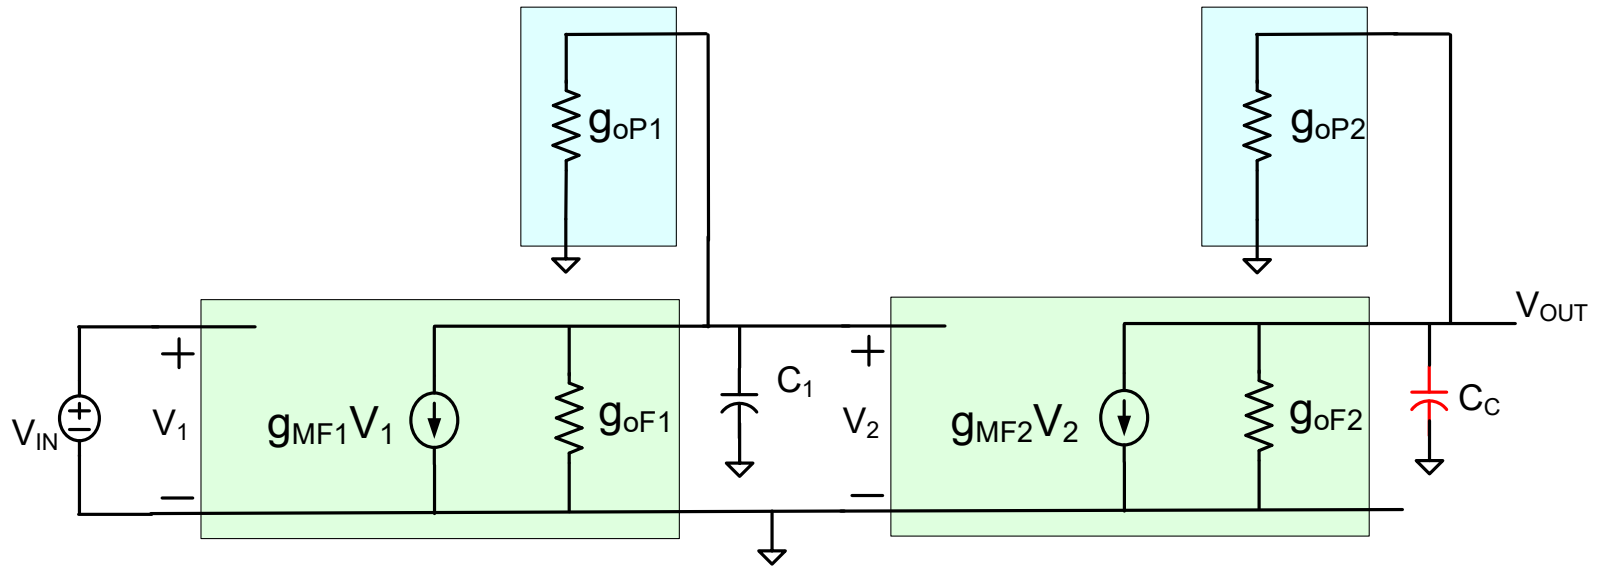 goP1
goP2
VOUT
+
+
C1
CC
VIN
V1
gMF1V1
goF1
V2
gMF2V2
goF2
−
−